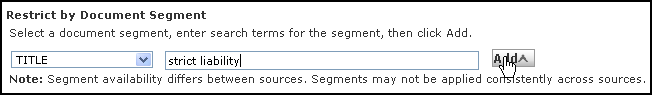 Restrict by Document Segment
Select a document segment, enter search terms for the segment, then click Add.
TITLE strict liability Add
Note: Segment availability differs between sources. Segments may not be applied consistently across sources.